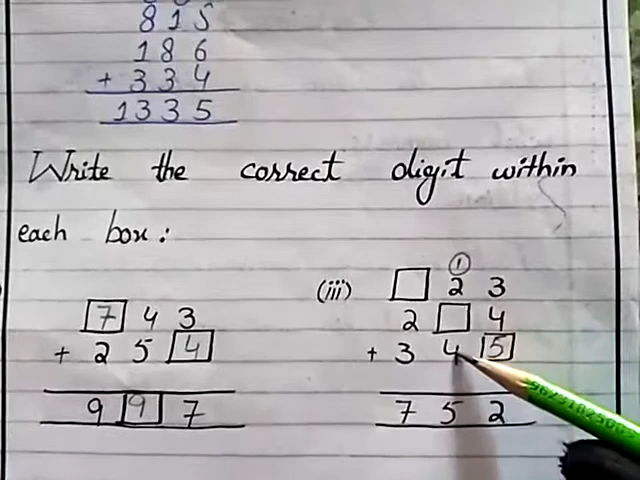 815
186
+ 334
1335
Write the correct digit within
each box:
7 4 3
+ 2 5 4
9 9 7
(iii) 1
2 3
2 4
+ 3 4 5
7 5 2